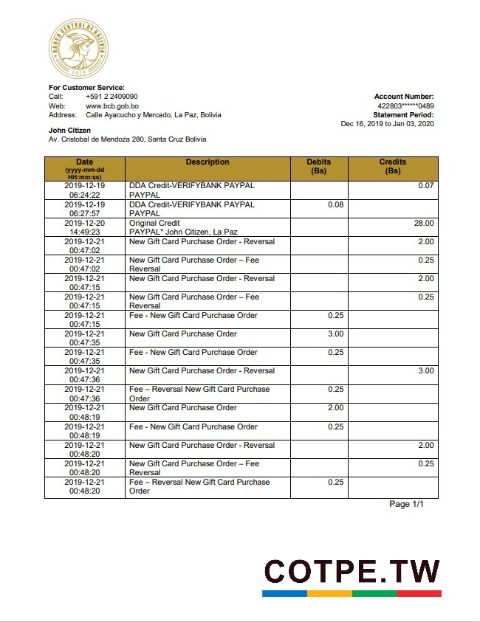 BANCO CENTRAL DE BOLIVIA
1928
For Customer Service:
Call: +591 2 2409090
Web: www.bcb.gob.bo
Address: Calle Ayacucho y Mercado, La Paz, Bolivia
Account Number:
422803******0489
Statement Period:
Dec 16, 2019 to Jan 03, 2020
John Citizen
Av. Cristobal de Mendoza 280, Santa Cruz Bolivia
Date (yyyy-mm-dd HH:mm:ss) Description Debits (Bs) Credits (Bs)
2019-12-19 DDA Credit-VERIFYBANK PAYPAL 0.07
06:24:22 PAYPAL
2019-12-19 DDA Credit-VERIFYBANK PAYPAL 0.08
06:27:57 PAYPAL
2019-12-20 Original Credit 28.00
14:49:23 PAYPAL* John Citizen, La Paz
2019-12-21 New Gift Card Purchase Order - Reversal 2.00
00:47:02
2019-12-21 New Gift Card Purchase Order – Fee 0.25
00:47:02 Reversal
2019-12-21 New Gift Card Purchase Order - Reversal 2.00
00:47:15
2019-12-21 New Gift Card Purchase Order – Fee 0.25
00:47:15 Reversal
2019-12-21 Fee - New Gift Card Purchase Order 0.25
00:47:15
2019-12-21 New Gift Card Purchase Order 3.00
00:47:35
2019-12-21 Fee - New Gift Card Purchase Order 0.25
00:47:35
2019-12-21 New Gift Card Purchase Order - Reversal 3.00
00:47:36
2019-12-21 Fee – Reversal New Gift Card Purchase 0.25
00:47:36 Order
2019-12-21 New Gift Card Purchase Order 2.00
00:48:19
2019-12-21 Fee - New Gift Card Purchase Order 0.25
00:48:19
2019-12-21 New Gift Card Purchase Order - Reversal 2.00
00:48:20
2019-12-21 New Gift Card Purchase Order – Fee 0.25
00:48:20 Reversal
2019-12-21 Fee – Reversal New Gift Card Purchase 0.25
00:48:20 Order
Page 1/1
COTPE.TW